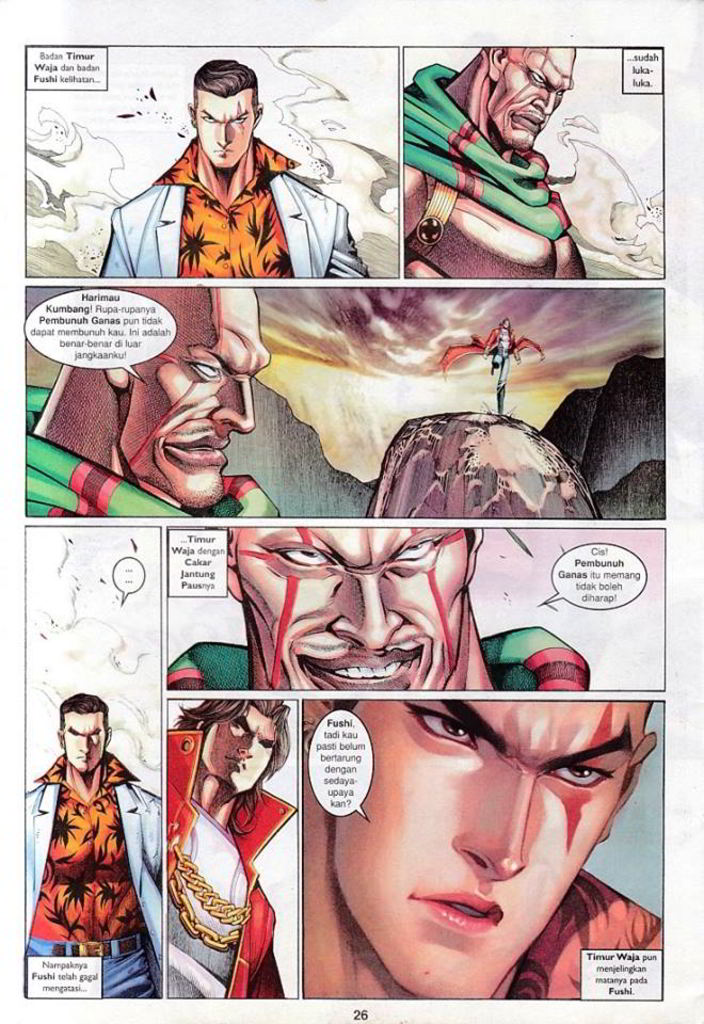 Badan Timur
Waja dan badan
Fushi kelihatan...
...sudah
luka-
luka.
Harimau
Kumbang! Rupa-rupanya
Pembunuh Ganas pun tidak
dapat membunuh kau. Ini adalah
benar-benar di luar
jangkaanku!
...
...
...Timur
Waja dengan
Cakar
Jantung
Pausnya
Cis!
Pembunuh
Ganas itu memang
tidak boleh
diharap!
Nampaknya
Fushi telah gagal
mengatasi...
Fushi,
tadi kau
pasti belum
bertarung
dengan
sedaya-
upaya
kan?
Timur Waja pun
menjelingkan
matanya pada
Fushi.
26